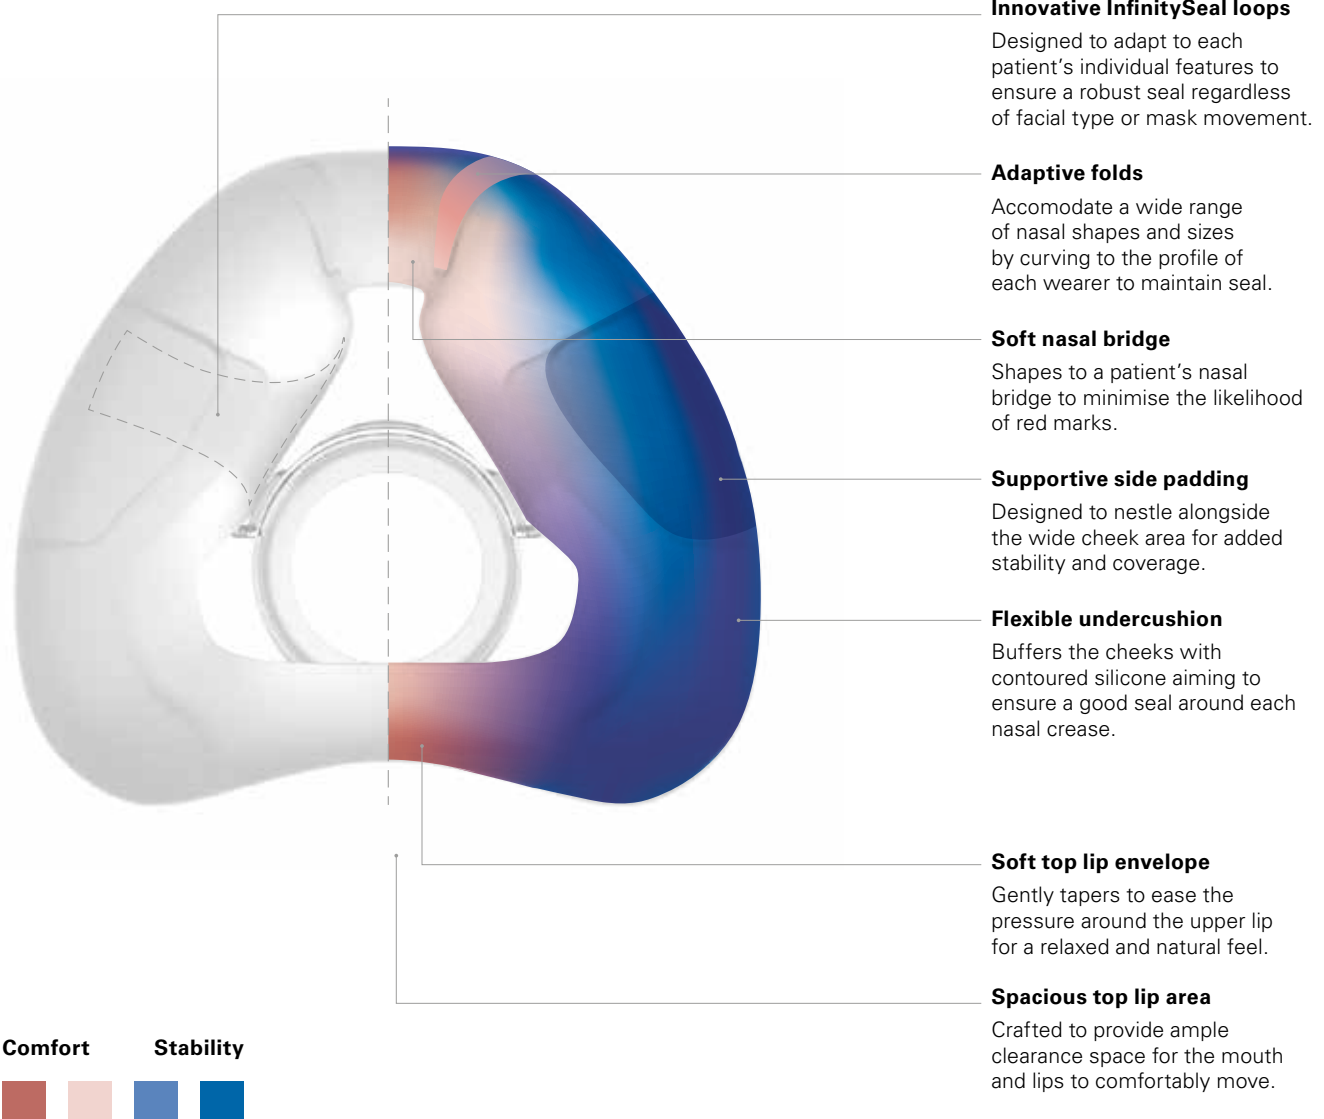 Innovative InfinitySeal loops
Designed to adapt to each
patient's individual features to
ensure a robust seal regardless
of facial type or mask movement.
Adaptive folds
Accomodate a wide range
of nasal shapes and sizes
by curving to the profile of
each wearer to maintain seal.
Soft nasal bridge
Shapes to a patient's nasal
bridge to minimise the likelihood
of red marks.
Supportive side padding
Designed to nestle alongside
the wide cheek area for added
stability and coverage.
Flexible undercushion
Buffers the cheeks with
contoured silicone aiming to
ensure a good seal around each
nasal crease.
Soft top lip envelope
Gently tapers to ease the
pressure around the upper lip
for a relaxed and natural feel.
Spacious top lip area
Crafted to provide ample
clearance space for the mouth
and lips to comfortably move.
Comfort Stability